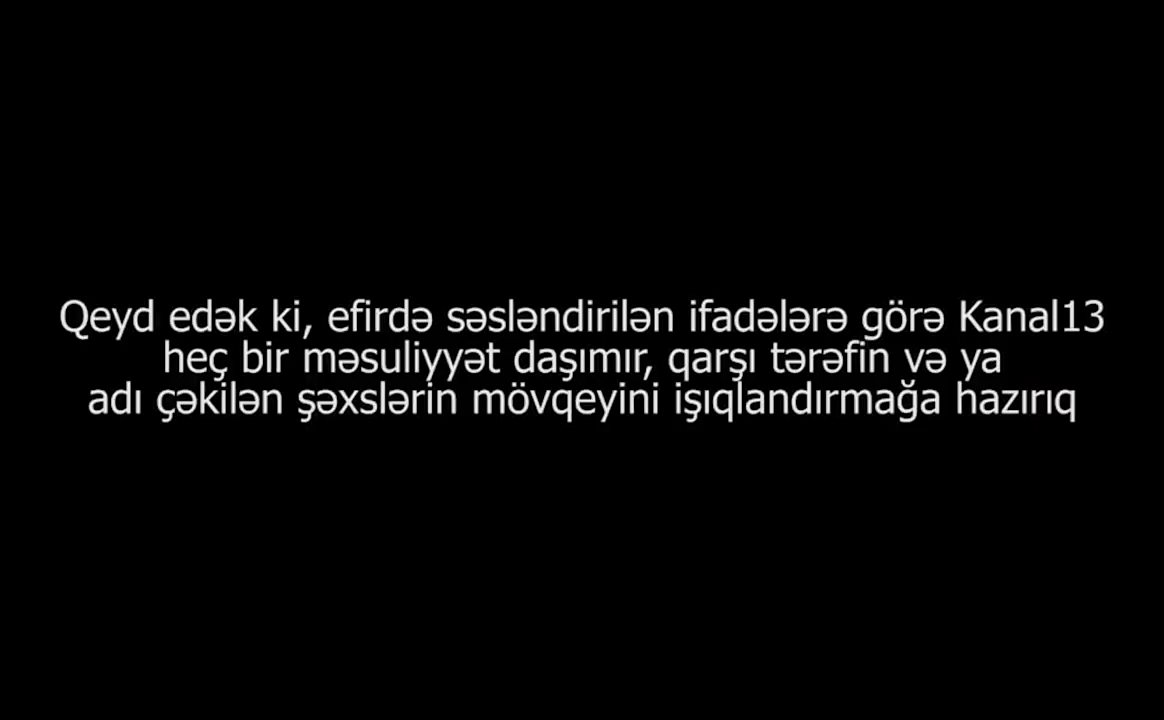 Qeyd edək ki, efirdə səsləndirilən ifadələrə görə Kanal13
heç bir məsuliyyət daşımır, qarşı tərəfin və ya
adı çəkilən şəxslərin mövqeyini işıqlandırmağa hazırıq